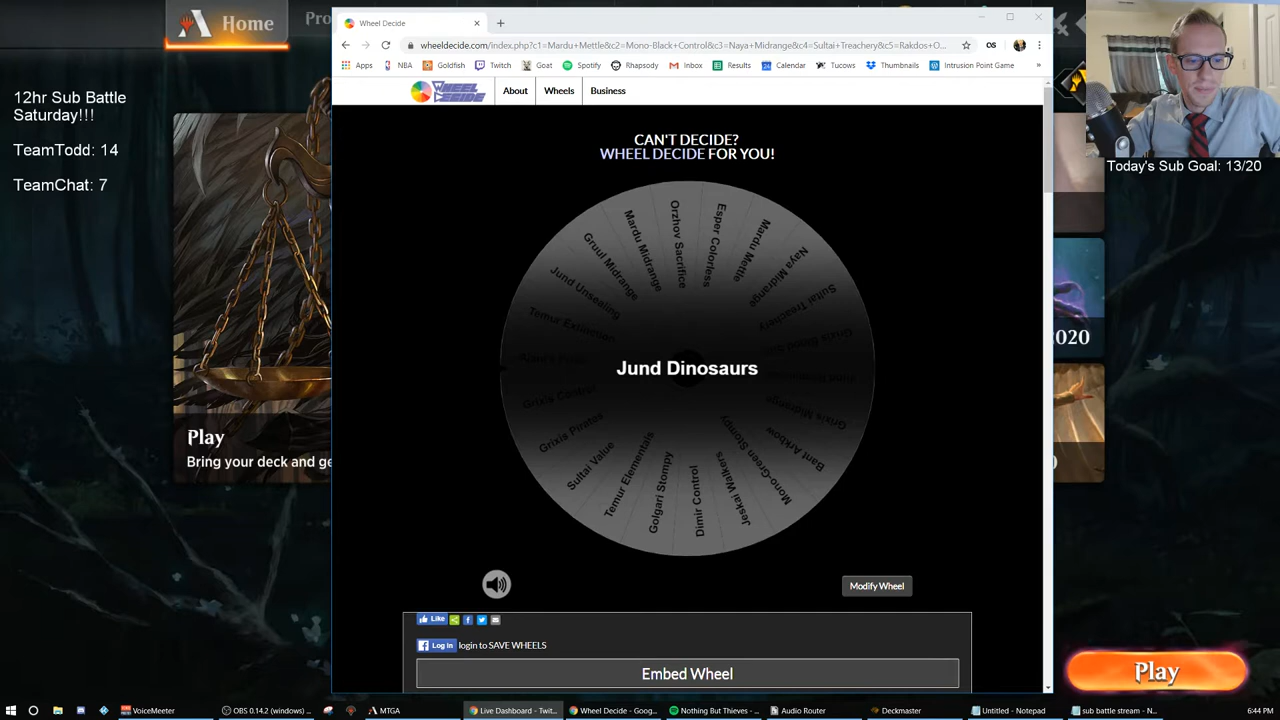 Home
Pro
12hr Sub Battle
Saturday!!!
TeamTodd: 14
TeamChat: 7
Play
Bring your deck and ge
Wheel Decide
wheeldecide.com/index.php?c1=Mardu+Mettle&c2=Mono-Black+Control&c3=Naya+Midrange&c4=Sultai+Treachery&c5=Rakdos+O...
Apps
NBA
Goldfish
Twitch
Goat
Spotify
Rhapsody
Inbox
Results
Calendar
Tucows
Thumbnails
Intrusion Point Game
About
Wheels
Business
CAN'T DECIDE?
WHEEL DECIDE FOR YOU!
Esper Colorless
Mardu Mettle
Naya Midrange
Sultai Treachery
Grixis Midrange
Bant Arkbow
Mono-Green Stompy
Jeskai Walkers
Dimir Control
Golgari Stompy
Temur Elementals
Sultai Value
Grixis Pirates
Grixis Control
Jund Unsealing
Gruul Midrange
Mardu Midrange
Orzhov Sacrifice
Jund Dinosaurs
Modify Wheel
Like
Log In
login to SAVE WHEELS
Embed Wheel
Today's Sub Goal: 13/20
2020
Play
VoiceMeeter
OBS 0.14.2 (windows) ...
MTGA
Live Dashboard - Twit...
Wheel Decide - Goog...
Nothing But Thieves - ...
Audio Router
Deckmaster
Untitled - Notepad
sub battle stream - N...
6:44 PM